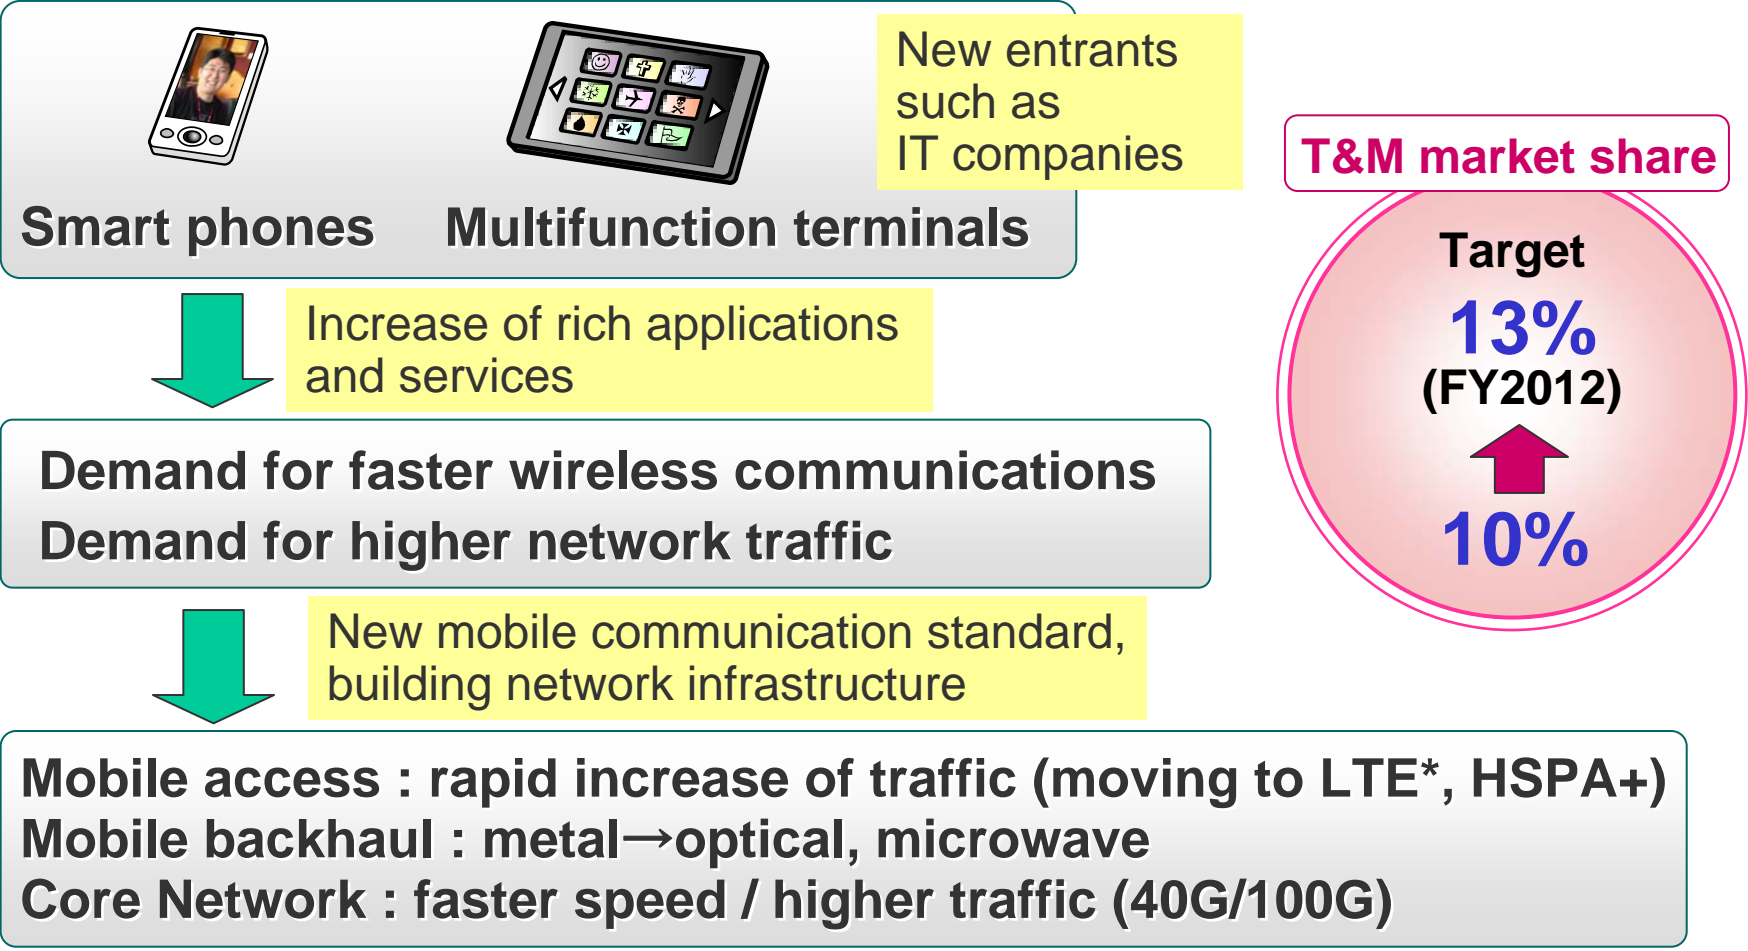 New entrants
such as
IT companies
Smart phones
Multifunction terminals
Increase of rich applications
and services
Demand for faster wireless communications
Demand for higher network traffic
New mobile communication standard,
building network infrastructure
Mobile access : rapid increase of traffic (moving to LTE*, HSPA+)
Mobile backhaul : metal→optical, microwave
Core Network : faster speed / higher traffic (40G/100G)
T&M market share
Target
13%
(FY2012)
10%